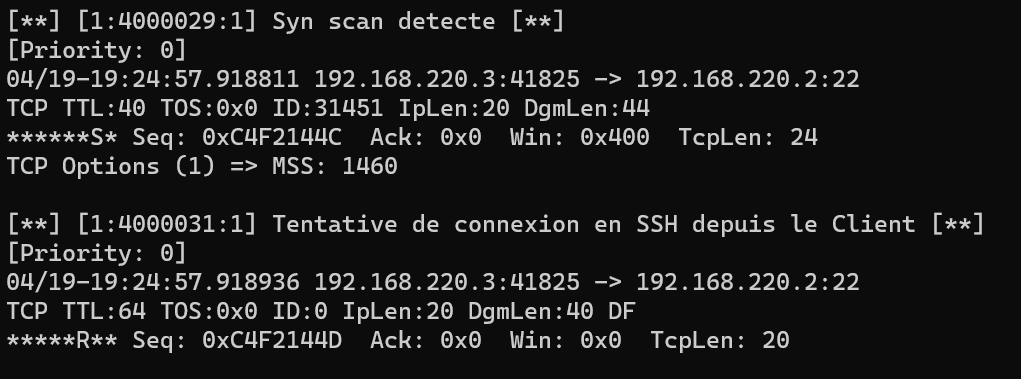 [**] [1:4000029:1] Syn scan detecte [**]
[Priority: 0]
04/19-19:24:57.918811 192.168.220.3:41825 -> 192.168.220.2:22
TCP TTL:40 TOS:0x0 ID:31451 IpLen:20 DgmLen:44
******S* Seq: 0xC4F2144C  Ack: 0x0  Win: 0x400  TcpLen: 24
TCP Options (1) => MSS: 1460

[**] [1:4000031:1] Tentative de connexion en SSH depuis le Client [**]
[Priority: 0]
04/19-19:24:57.918936 192.168.220.3:41825 -> 192.168.220.2:22
TCP TTL:64 TOS:0x0 ID:0 IpLen:20 DgmLen:40 DF
*****R** Seq: 0xC4F2144D  Ack: 0x0  Win: 0x0  TcpLen: 20